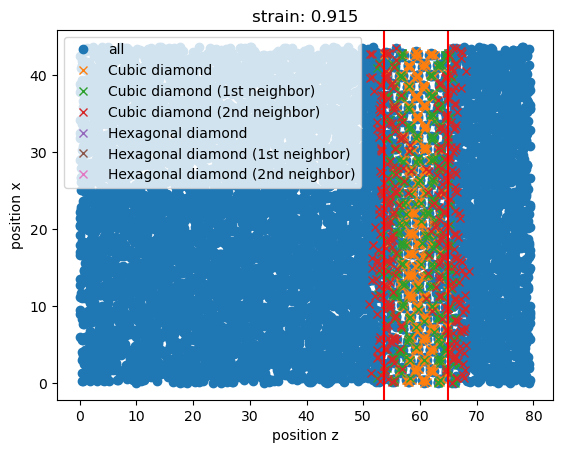 strain: 0.915
all
Cubic diamond
Cubic diamond (1st neighbor)
Cubic diamond (2nd neighbor)
Hexagonal diamond
Hexagonal diamond (1st neighbor)
Hexagonal diamond (2nd neighbor)
position x
40
30
20
10
0
0 10 20 30 40 50 60 70 80
position z